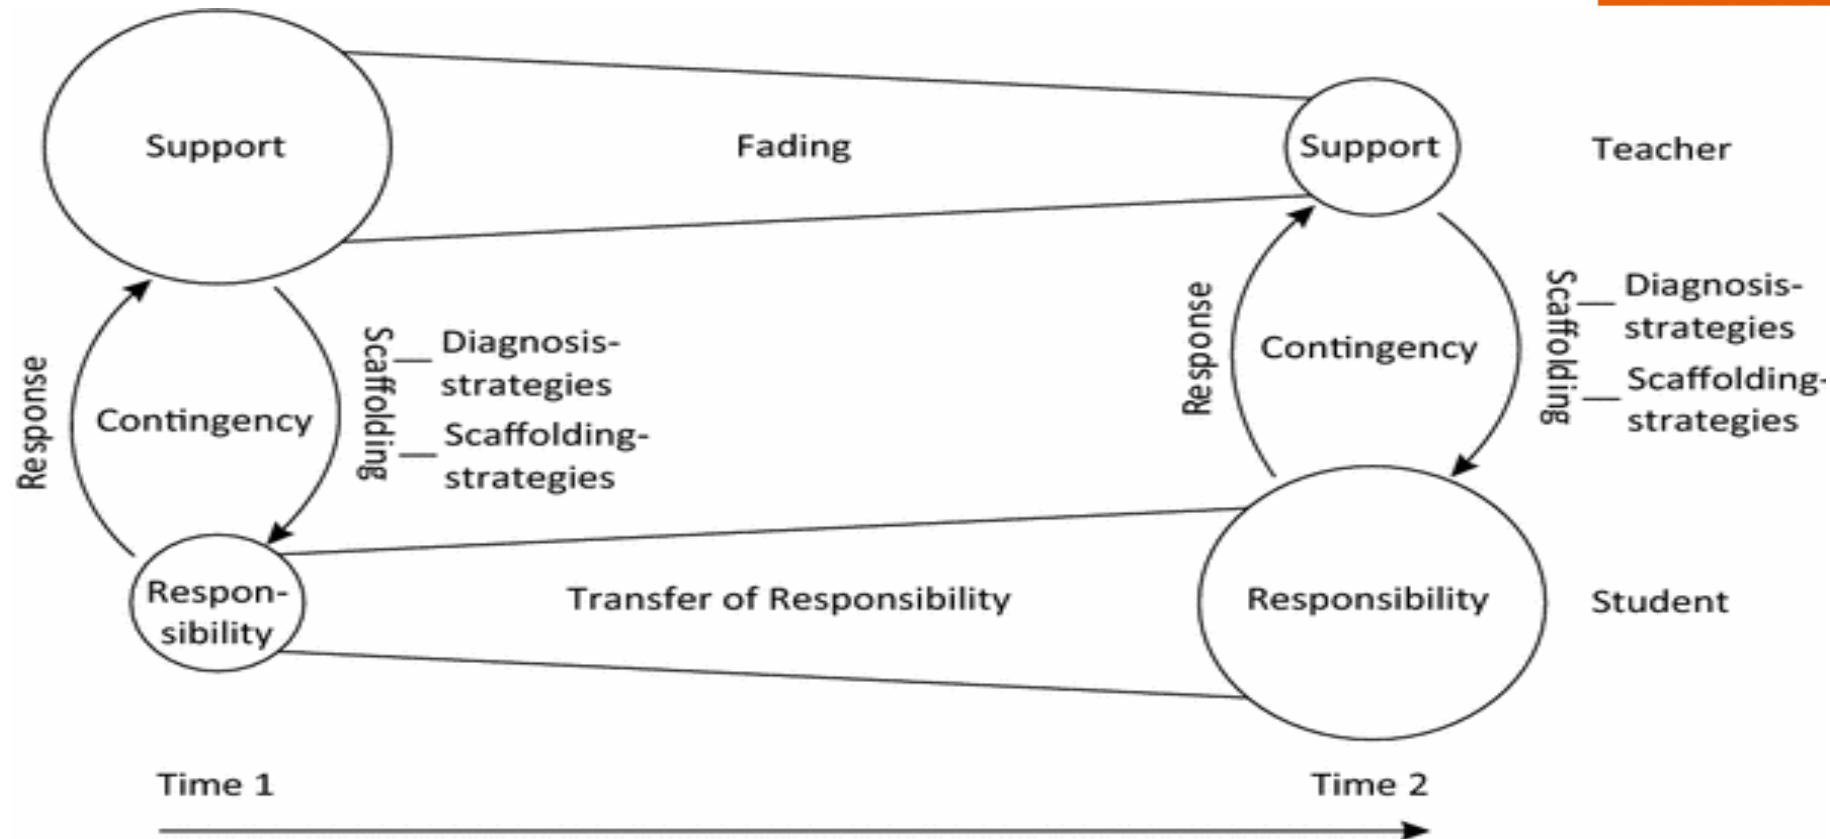 Support
Fading
Support
Teacher
Response
Contingency
Scaffolding
Diagnosis-
strategies
Scaffolding-
strategies
Response
Contingency
Scaffolding
Diagnosis-
strategies
Scaffolding-
strategies
Respon-
sibility
Transfer of Responsibility
Responsibility
Student
Time 1
Time 2